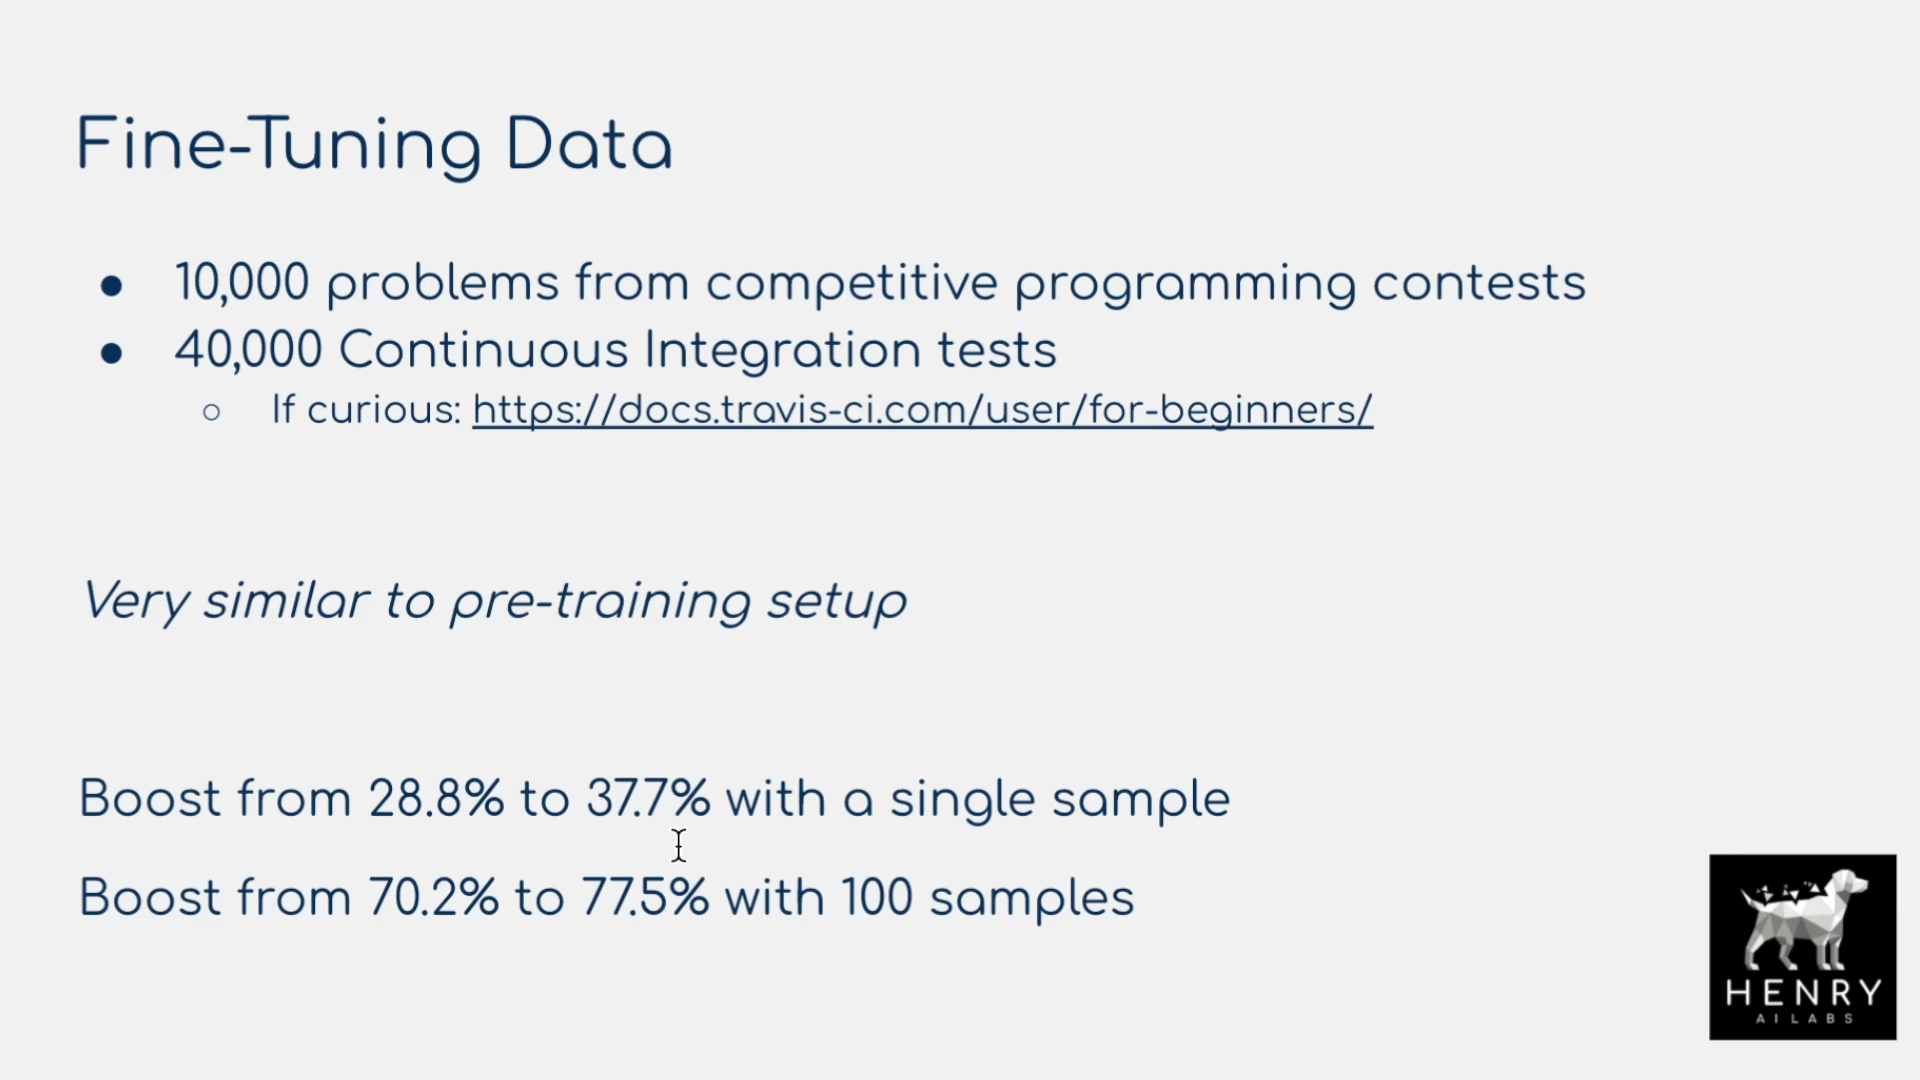 Fine-Tuning Data
● 10,000 problems from competitive programming contests
● 40,000 Continuous Integration tests
○ If curious: https://docs.travis-ci.com/user/for-beginners/
Very similar to pre-training setup
Boost from 28.8% to 37.7% with a single sample
Boost from 70.2% to 77.5% with 100 samples
HENRY
AI LABS